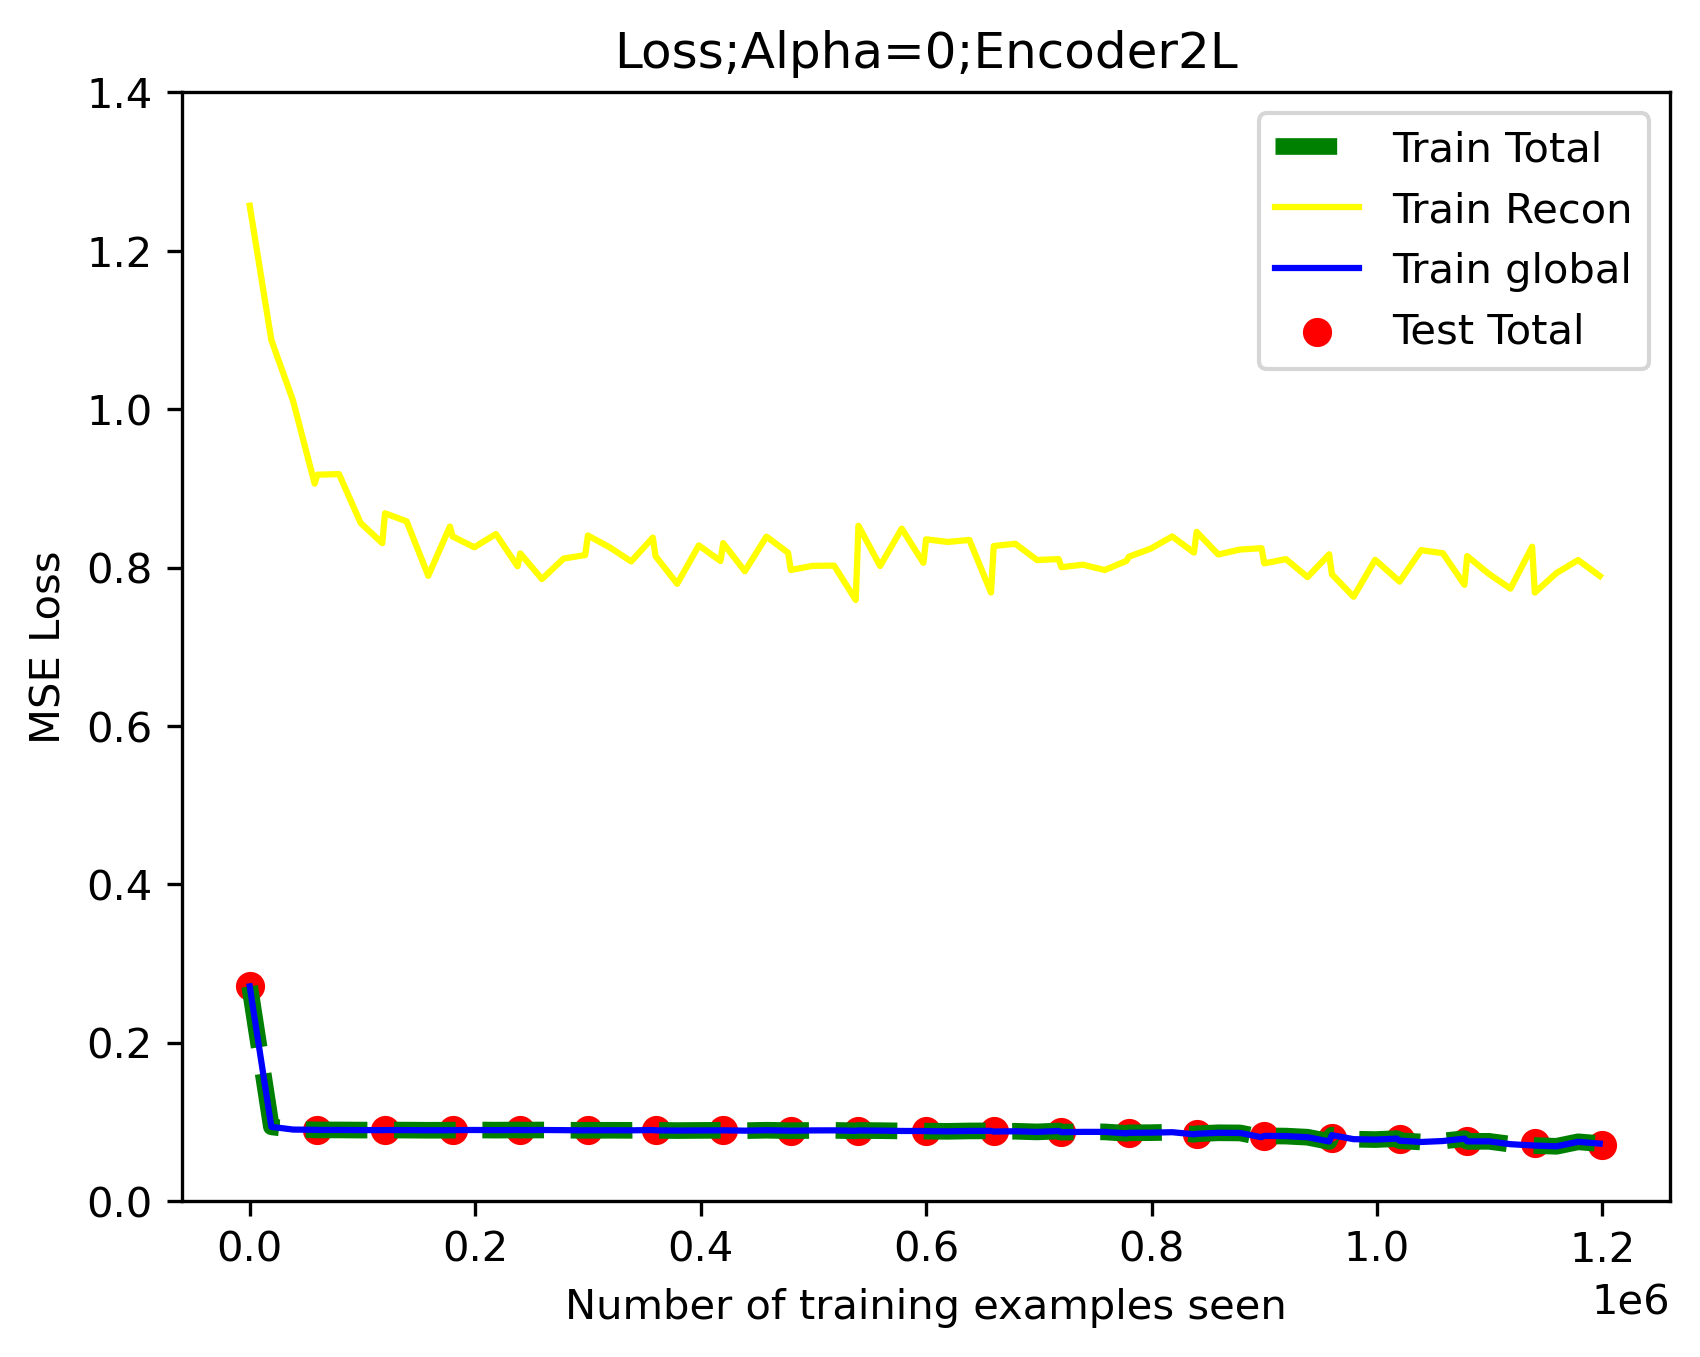 Loss;Alpha=0;Encoder2L
1.4
1.2
1.0
0.8
0.6
0.4
0.2
0.0
MSE Loss
Train Total
Train Recon
Train global
Test Total
0.0 0.2 0.4 0.6 0.8 1.0 1.2
1e6
Number of training examples seen